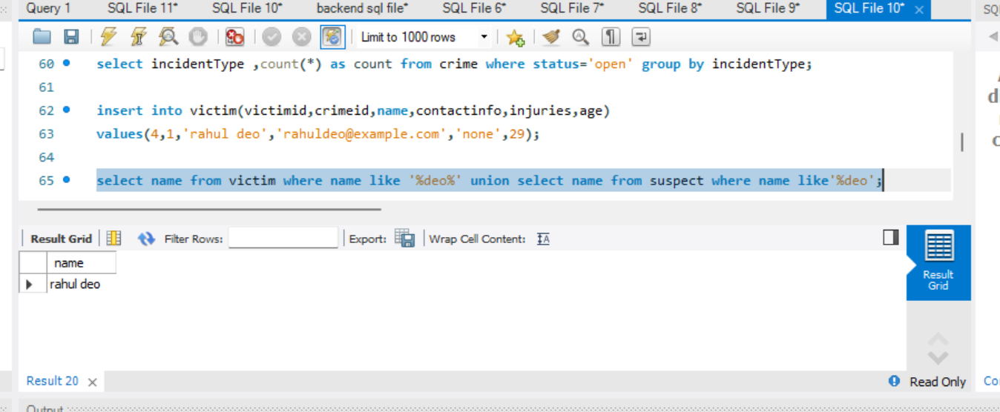 Query 1 SQL File 11* SQL File 10* backend sql file* SQL File 6* SQL File 7* SQL File 8* SQL File 9* SQL File 10* ×
Limit to 1000 rows
60 select incidentType ,count(*) as count from crime where status='open' group by incidentType;
61
62 insert into victim(victimid,crimeid,name,contactinfo,injuries,age)
63 values(4,1,'rahul deo','rahuldeo@example.com','none',29);
64
65 select name from victim where name like '%deo%' union select name from suspect where name like'%deo';
Result Grid Filter Rows: Export: Wrap Cell Content: IA
name
rahul deo
Result
Grid
Result 20 × Read Only
Output